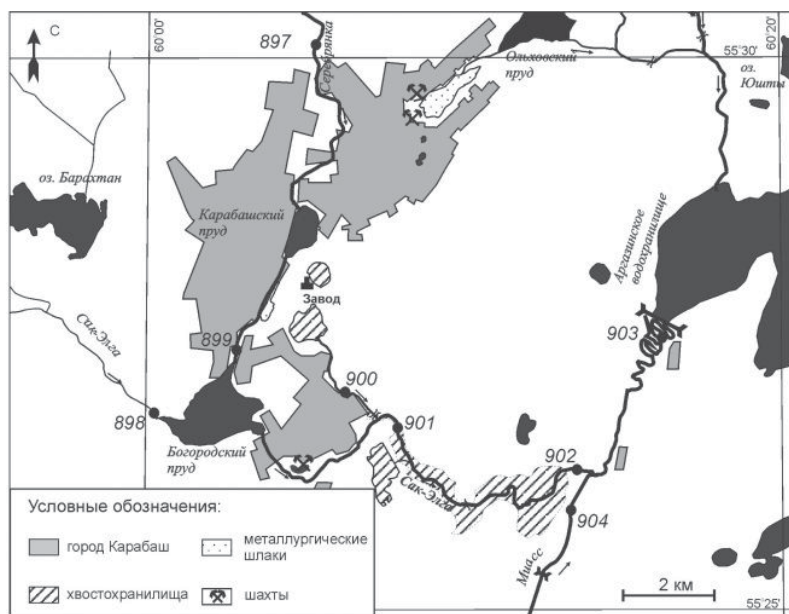 С
60°00'
897
Серебрянка
Ольховский
пруд
60°20'
55°30'
оз.
Юшты
оз. Барахтан
Карабашский
пруд
Аргазинское
водохранилище
Завод
Сак-Элга
899
903
900
898
901
Богородский
пруд
902
Сак-Элга
904
Миасс
Условные обозначения:
город Карабаш
металлургические
шлаки
хвостохранилища
шахты
2 км
55°25'